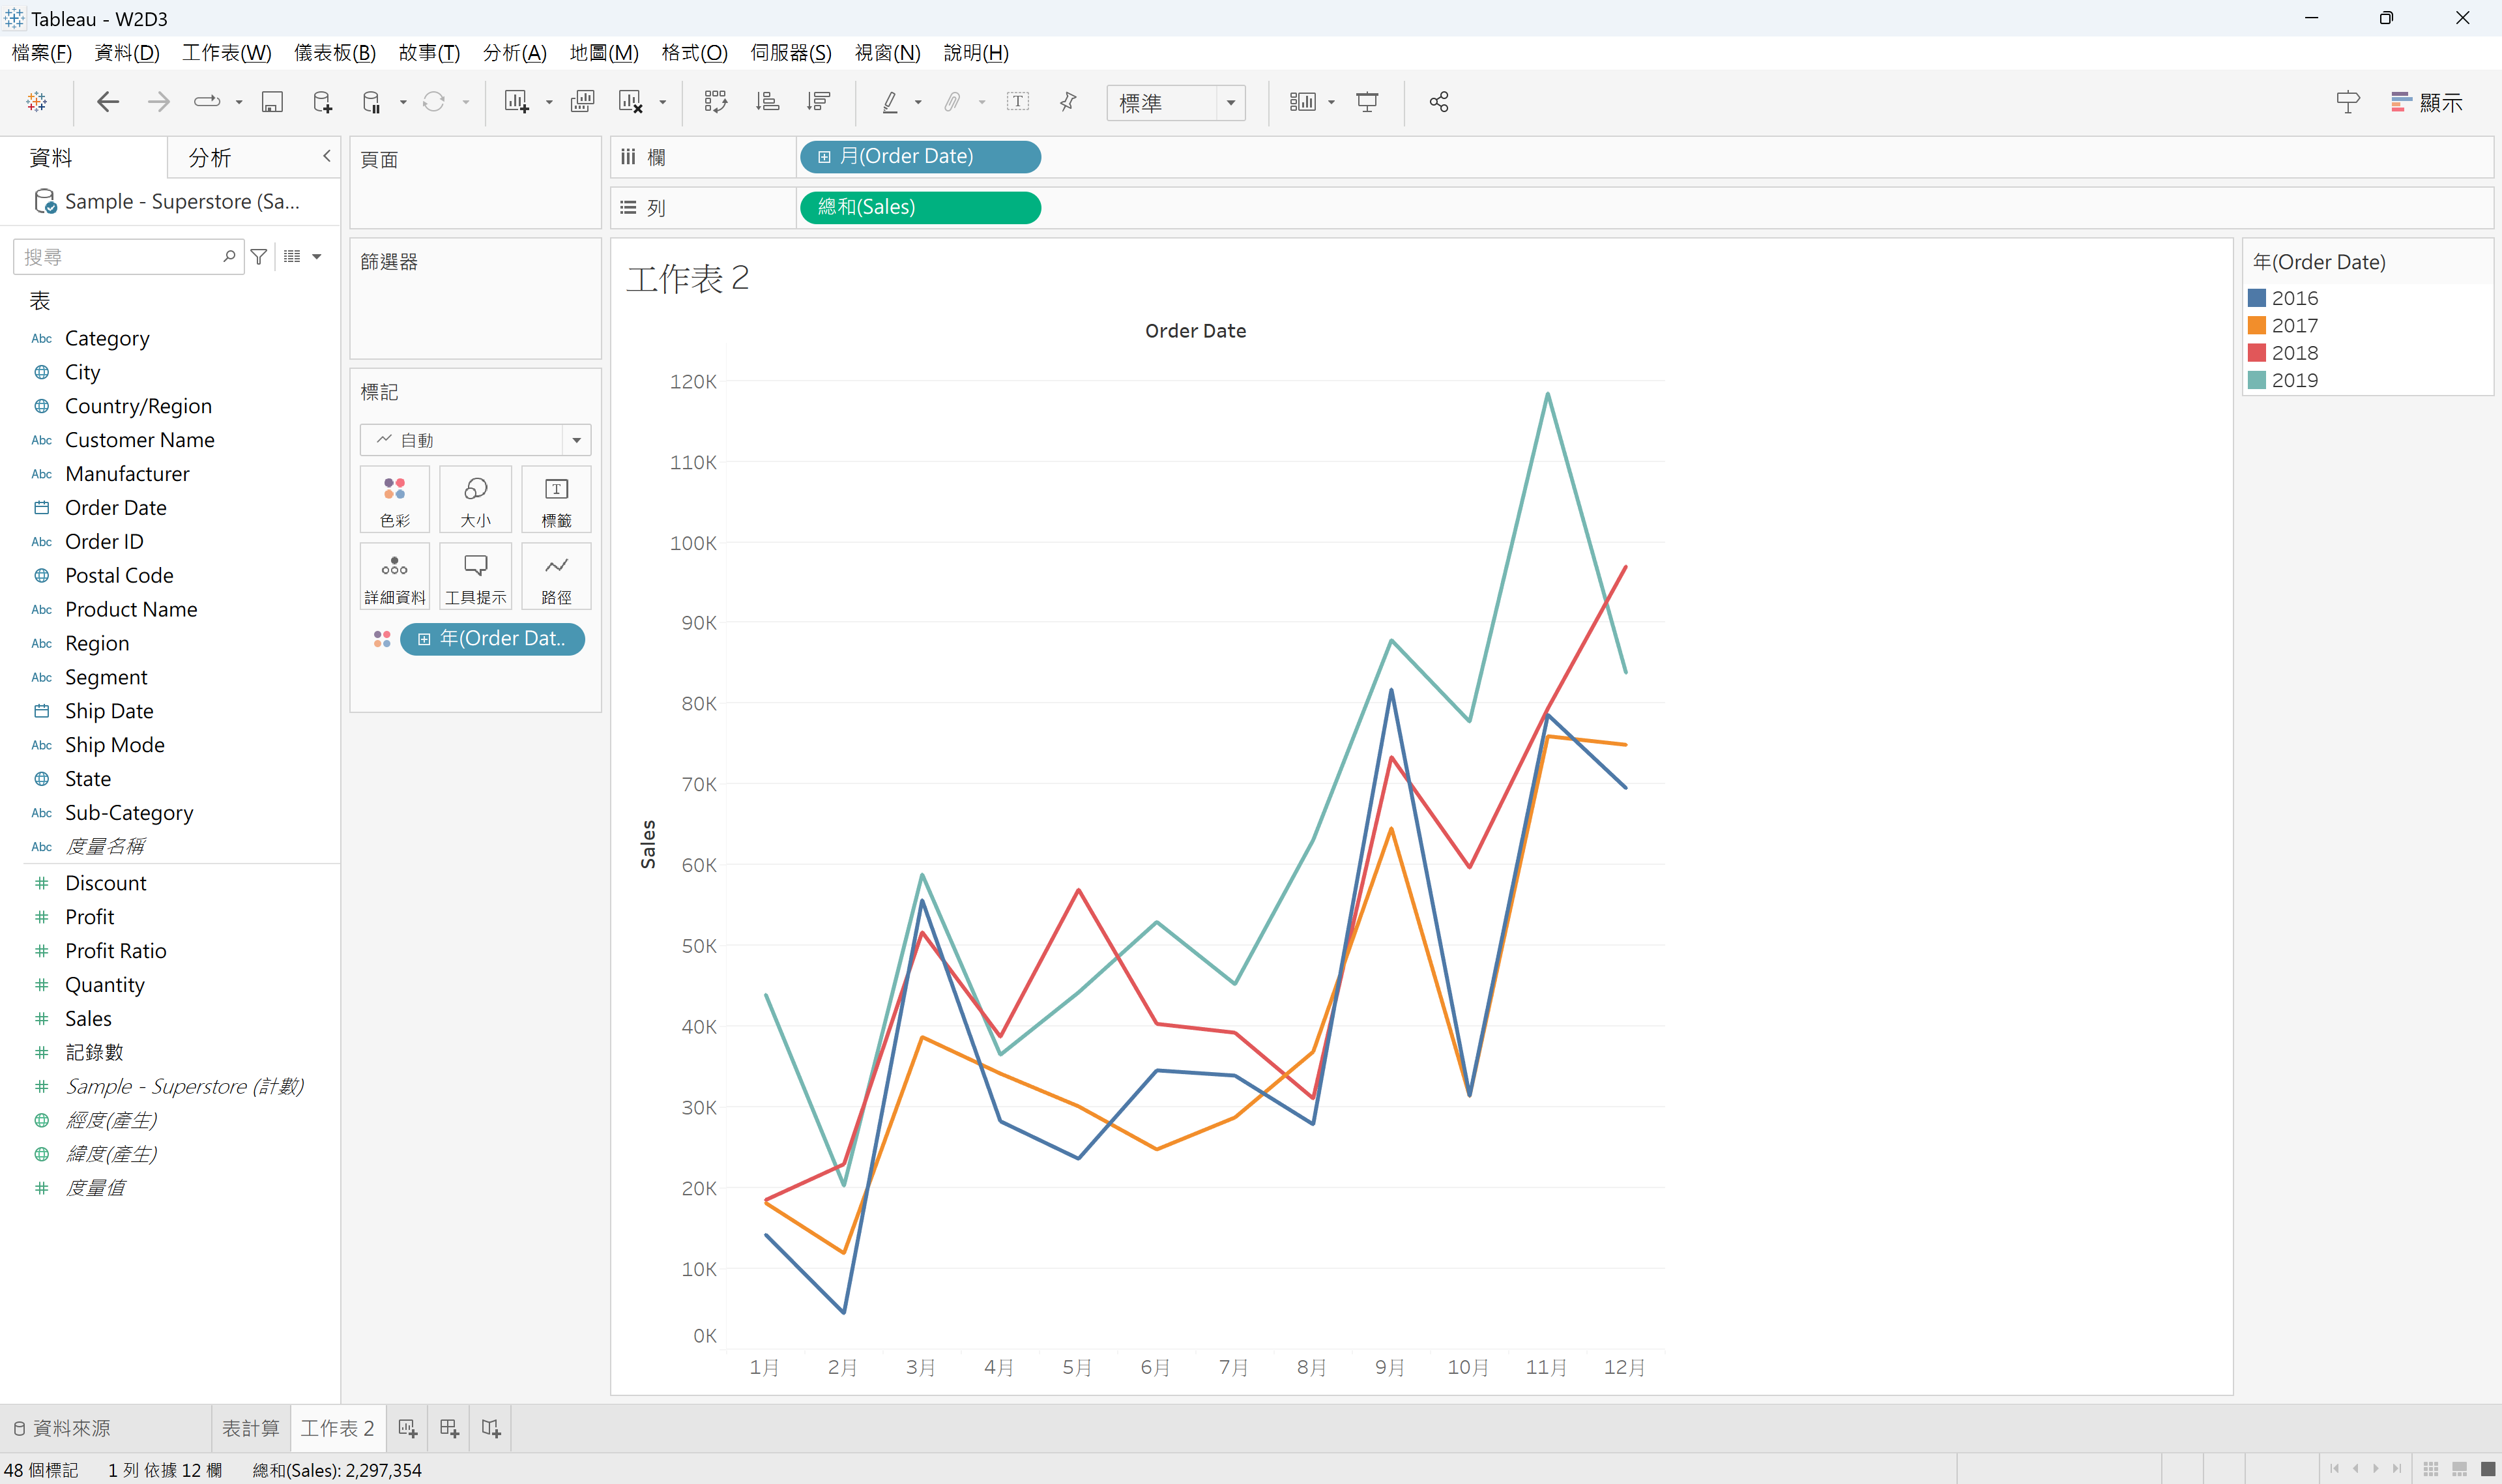 Tableau - W2D3
檔案(F) 資料(D) 工作表(W) 儀表板(B) 故事(T) 分析(A) 地圖(M) 格式(O) 伺服器(S) 視窗(N) 說明(H)
標準
顯示
資料 分析
Sample - Superstore (Sa...
搜尋
表
Abc Category
City
Country/Region
Abc Customer Name
Abc Manufacturer
Order Date
Abc Order ID
Postal Code
Abc Product Name
Abc Region
Abc Segment
Ship Date
Abc Ship Mode
State
Abc Sub-Category
Abc 度量名稱
Discount
Profit
Profit Ratio
Quantity
Sales
記錄數
Sample - Superstore (計數)
經度(產生)
緯度(產生)
度量值
頁面
篩選器
標記
自動
色彩 大小 標籤
詳細資料 工具提示 路徑
年(Order Dat..
欄 月(Order Date)
列 總和(Sales)
工作表 2
Order Date
120K
110K
100K
90K
80K
70K
60K
50K
40K
30K
20K
10K
0K
Sales
1月 2月 3月 4月 5月 6月 7月 8月 9月 10月 11月 12月
年(Order Date)
2016
2017
2018
2019
資料來源 表計算 工作表 2
48 個標記 1 列 依據 12 欄 總和(Sales): 2,297,354